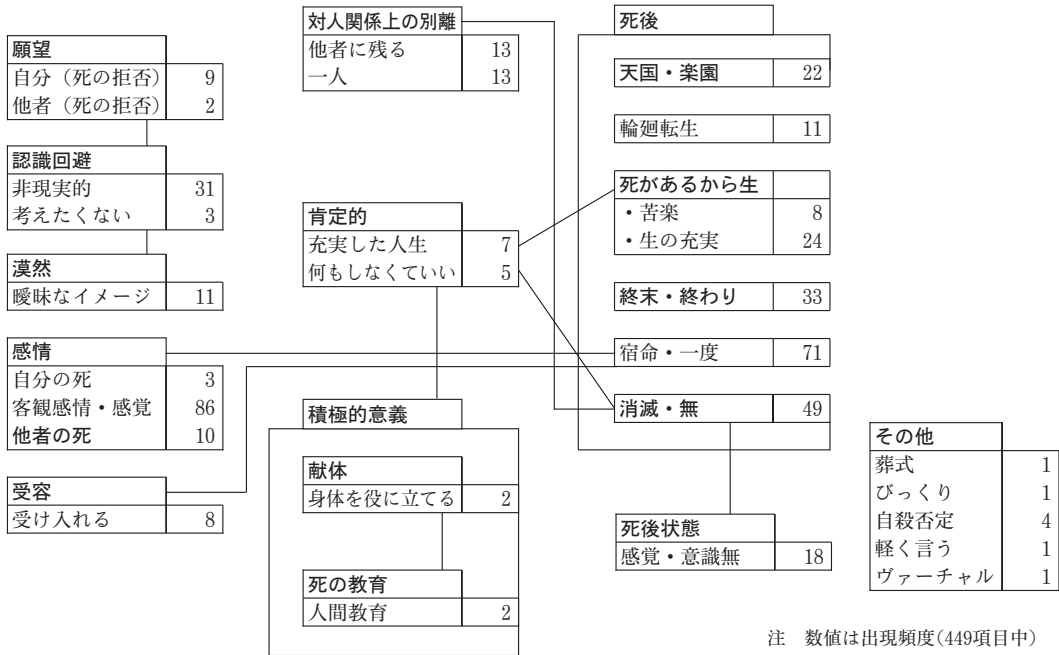 願望
自分（死の拒否） 9
他者（死の拒否） 2
認識回避
非現実的 31
考えたくない 3
漠然
曖昧なイメージ 11
感情
自分の死 3
客観感情・感覚 86
他者の死 10
受容
受け入れる 8
対人関係上の別離
他者に残る 13
一人 13
肯定的
充実した人生 7
何もしなくていい 5
積極的意義
献体
身体を役に立てる 2
死の教育
人間教育 2
死後
天国・楽園 22
輪廻転生 11
死があるから生
・苦楽 8
・生の充実 24
終末・終わり 33
宿命・一度 71
消滅・無 49
死後状態
感覚・意識無 18
その他
葬式 1
びっくり 1
自殺否定 4
軽く言う 1
ヴァーチャル 1
注　数値は出現頻度(449項目中)